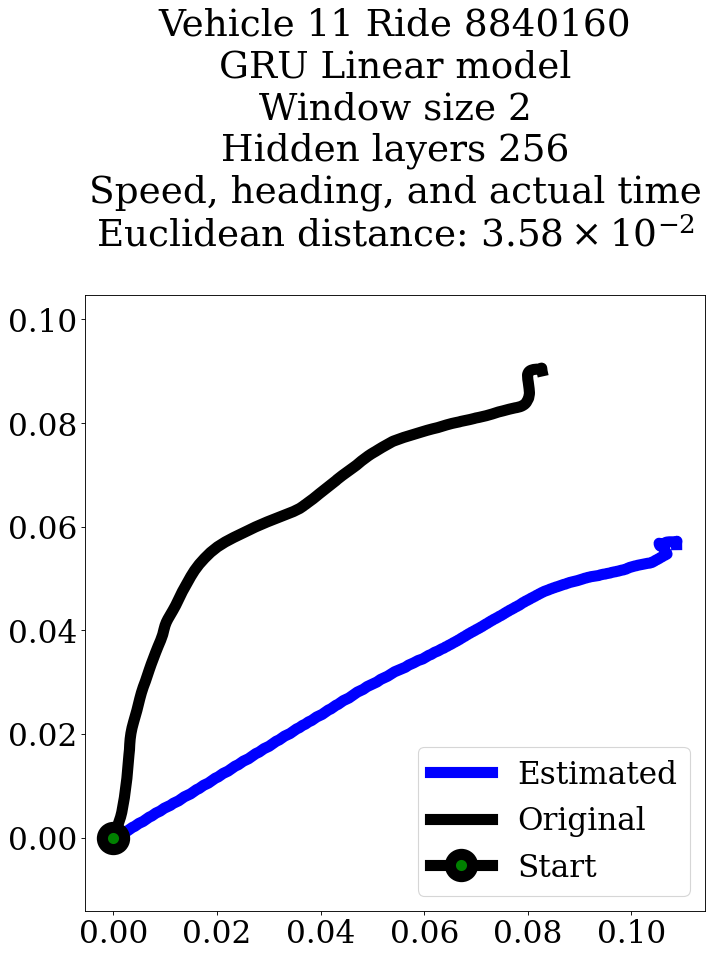 Vehicle 11 Ride 8840160
GRU Linear model
Window size 2
Hidden layers 256
Speed, heading, and actual time
Euclidean distance: 3.58 × 10⁻²
0.10
0.08
0.06
0.04
0.02
0.00
Estimated
Original
Start
0.00 0.02 0.04 0.06 0.08 0.10